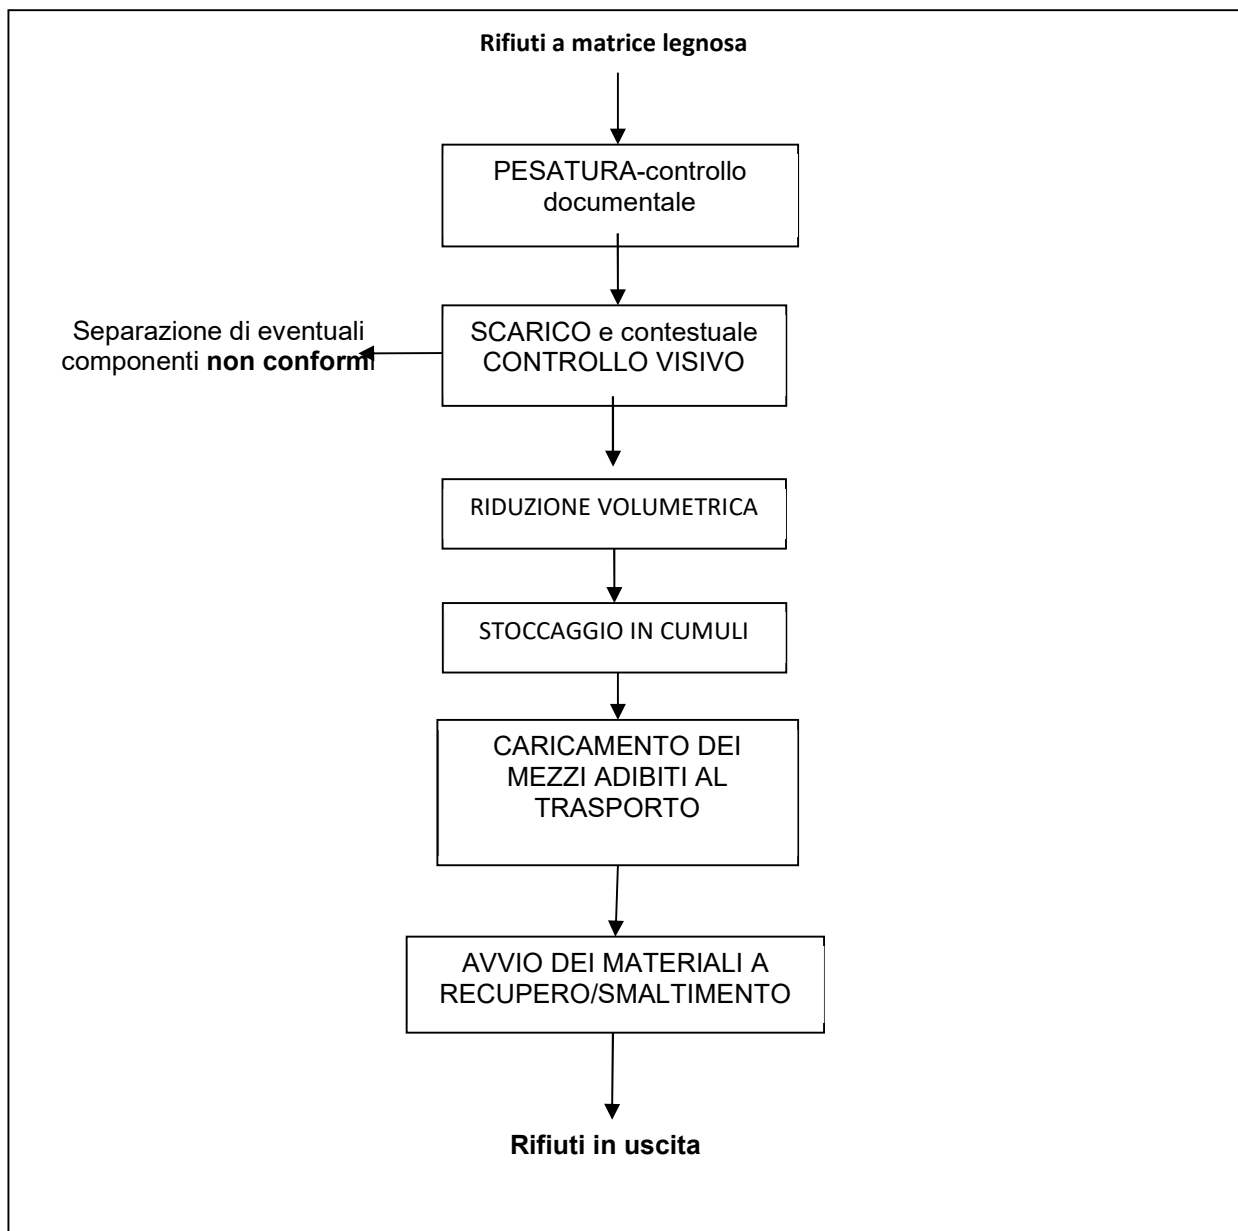 Rifiuti a matrice legnosa
PESATURA-controllo
documentale
Separazione di eventuali
componenti non conformi
SCARICO e contestuale
CONTROLLO VISIVO
RIDUZIONE VOLUMETRICA
STOCCAGGIO IN CUMULI
CARICAMENTO DEI
MEZZI ADIBITI AL
TRASPORTO
AVVIO DEI MATERIALI A
RECUPERO/SMALTIMENTO
Rifiuti in uscita